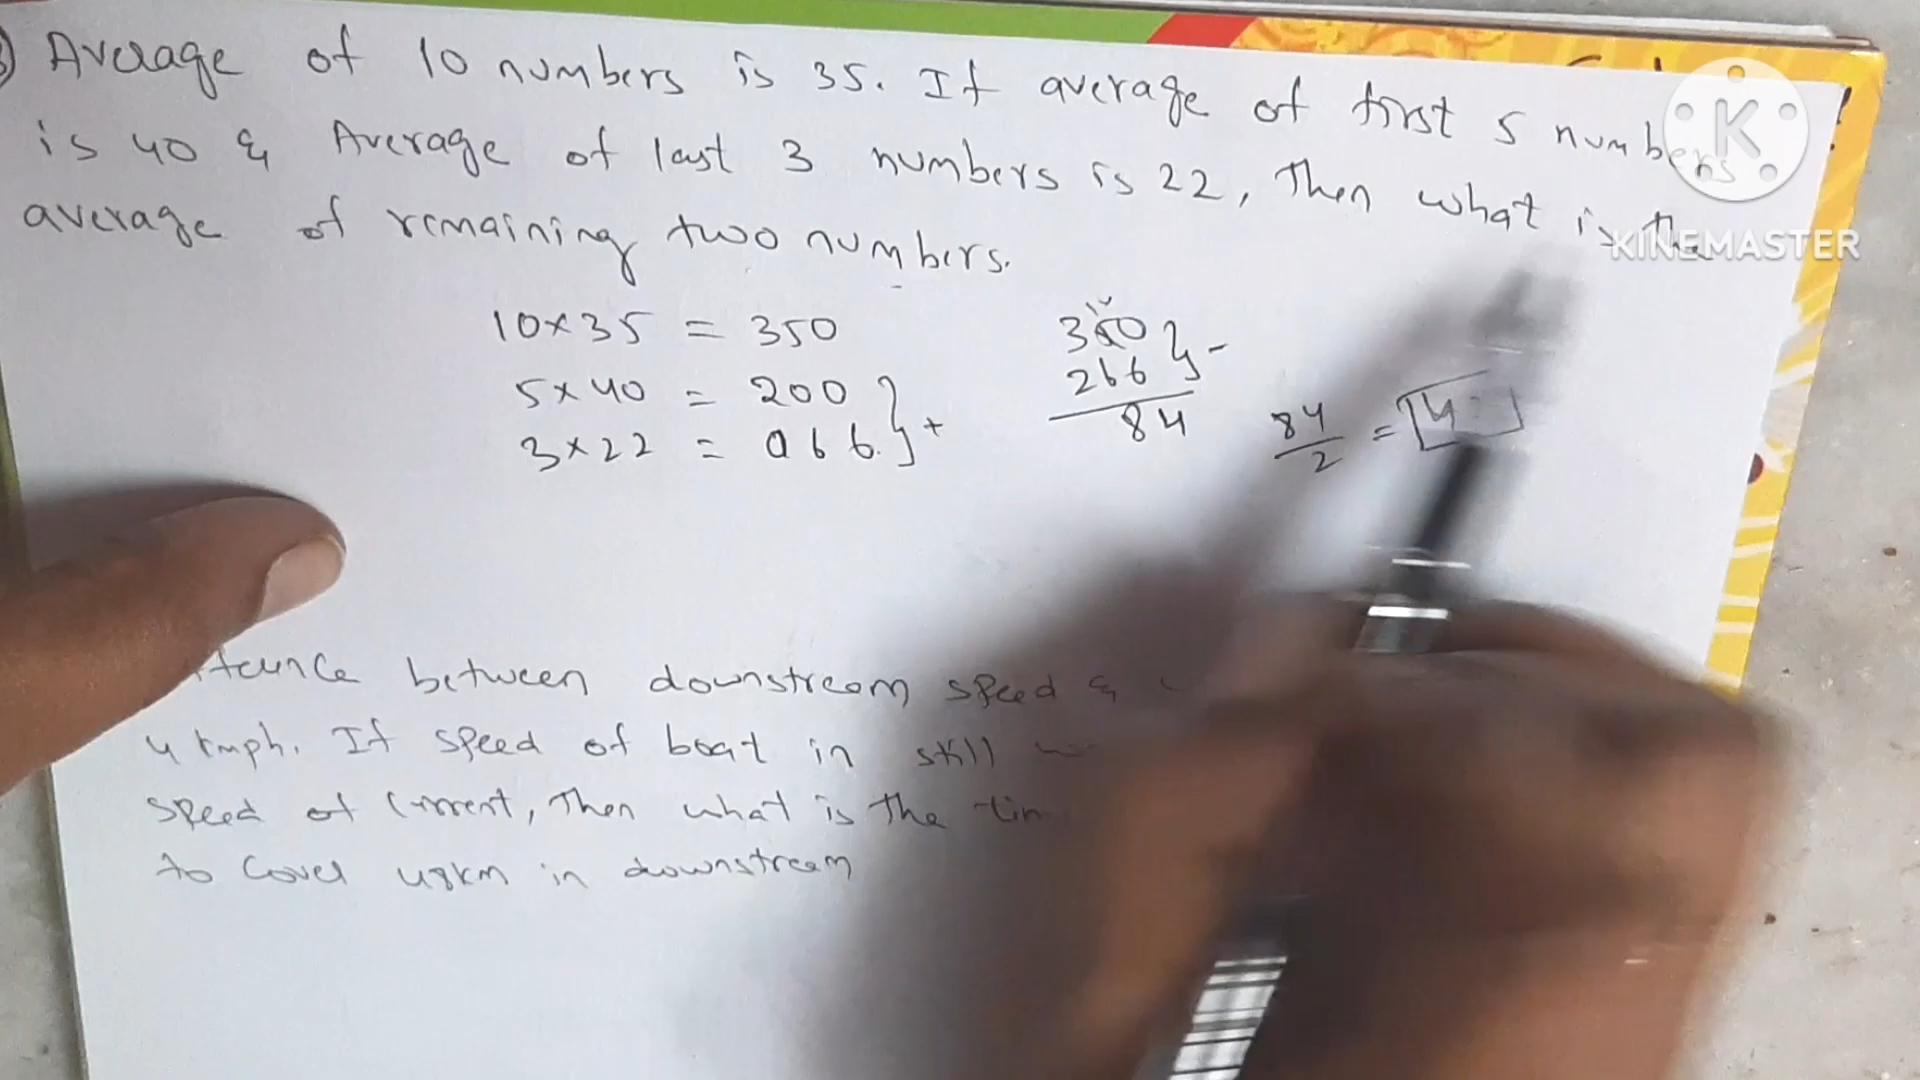 Average of 10 numbers is 35. If average of first 5 numbers
is 40 & Average of last 3 numbers is 22, Then what is the
average of remaining two numbers.
10×35 = 350
5×40 = 200
3×22 = 066 +
350
266 -
84
84/2 =
between downstream speed &
4 kmph. If speed of boat in still
speed of current, Then what is the
to cover 48km in downstream
K
KINEMASTER